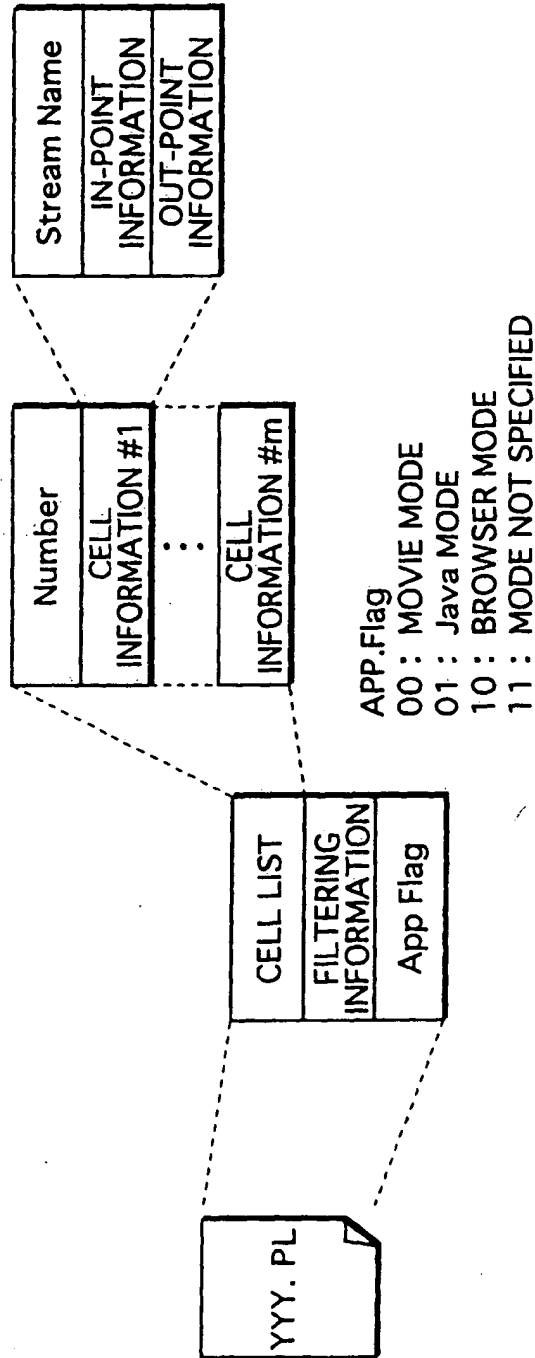 YYY. PL
CELL LIST
FILTERING
INFORMATION
App Flag
Number
CELL
INFORMATION #1
...
CELL
INFORMATION #m
Stream Name
IN-POINT
INFORMATION
OUT-POINT
INFORMATION
APP.Flag
00 : MOVIE MODE
01 : Java MODE
10 : BROWSER MODE
11 : MODE NOT SPECIFIED